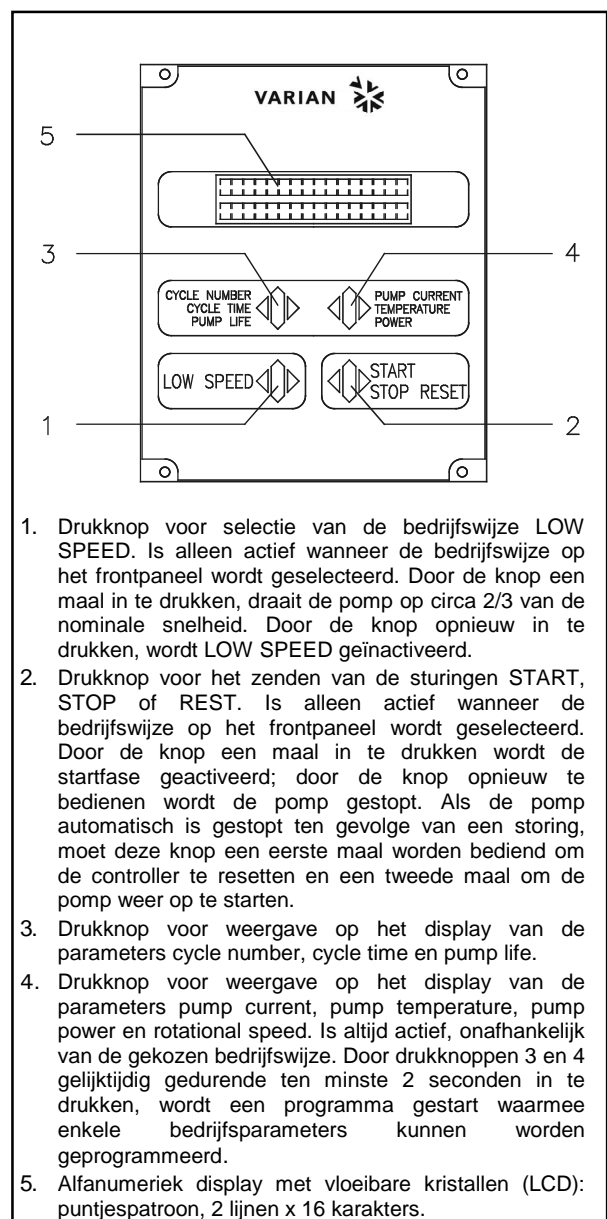 VARIAN
5
3
4
CYCLE NUMBER
CYCLE TIME
PUMP LIFE
PUMP CURRENT
TEMPERATURE
POWER
LOW SPEED
START
STOP RESET
1
2
1. Drukknop voor selectie van de bedrijfswijze LOW
SPEED. Is alleen actief wanneer de bedrijfswijze op
het frontpaneel wordt geselecteerd. Door de knop een
maal in te drukken, draait de pomp op circa 2/3 van de
nominale snelheid. Door de knop opnieuw in te
drukken, wordt LOW SPEED geïnactiveerd.
2. Drukknop voor het zenden van de sturingen START,
STOP of REST. Is alleen actief wanneer de
bedrijfswijze op het frontpaneel wordt geselecteerd.
Door de knop een maal in te drukken wordt de
startfase geactiveerd; door de knop opnieuw te
bedienen wordt de pomp gestopt. Als de pomp
automatisch is gestopt ten gevolge van een storing,
moet deze knop een eerste maal worden bediend om
de controller te resetten en een tweede maal om de
pomp weer op te starten.
3. Drukknop voor weergave op het display van de
parameters cycle number, cycle time en pump life.
4. Drukknop voor weergave op het display van de
parameters pump current, pump temperature, pump
power en rotational speed. Is altijd actief, onafhankelijk
van de gekozen bedrijfswijze. Door drukknoppen 3 en 4
gelijktijdig gedurende ten minste 2 seconden in te
drukken, wordt een programma gestart waarmee
enkele bedrijfsparameters kunnen worden
geprogrammeerd.
5. Alfanumeriek display met vloeibare kristallen (LCD):
puntjespatroon, 2 lijnen x 16 karakters.